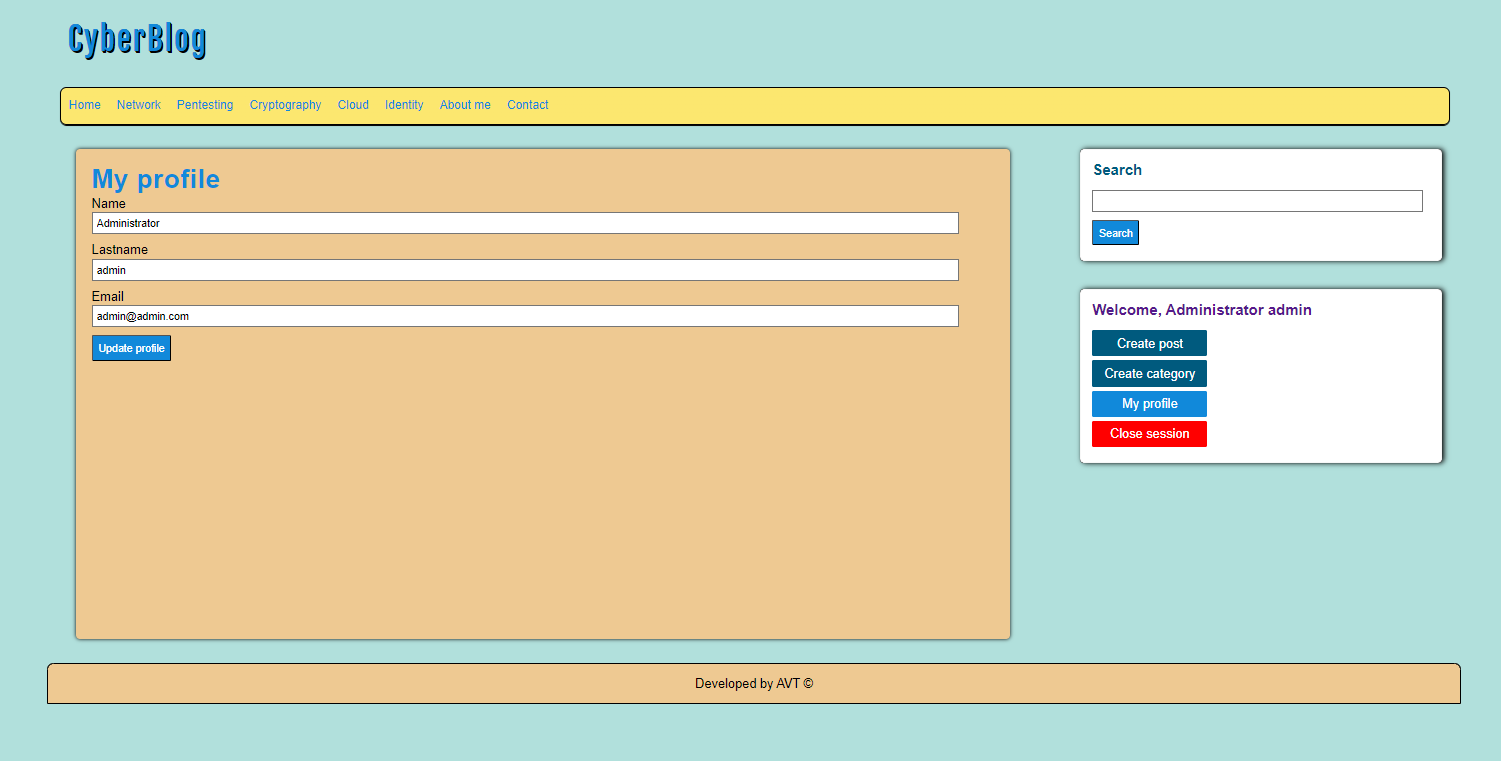 CyberBlog
Home Network Pentesting Cryptography Cloud Identity About me Contact
My profile
Name
Administrator
Lastname
admin
Email
admin@admin.com
Update profile
Search
Search
Welcome, Administrator admin
Create post
Create category
My profile
Close session
Developed by AVT ©